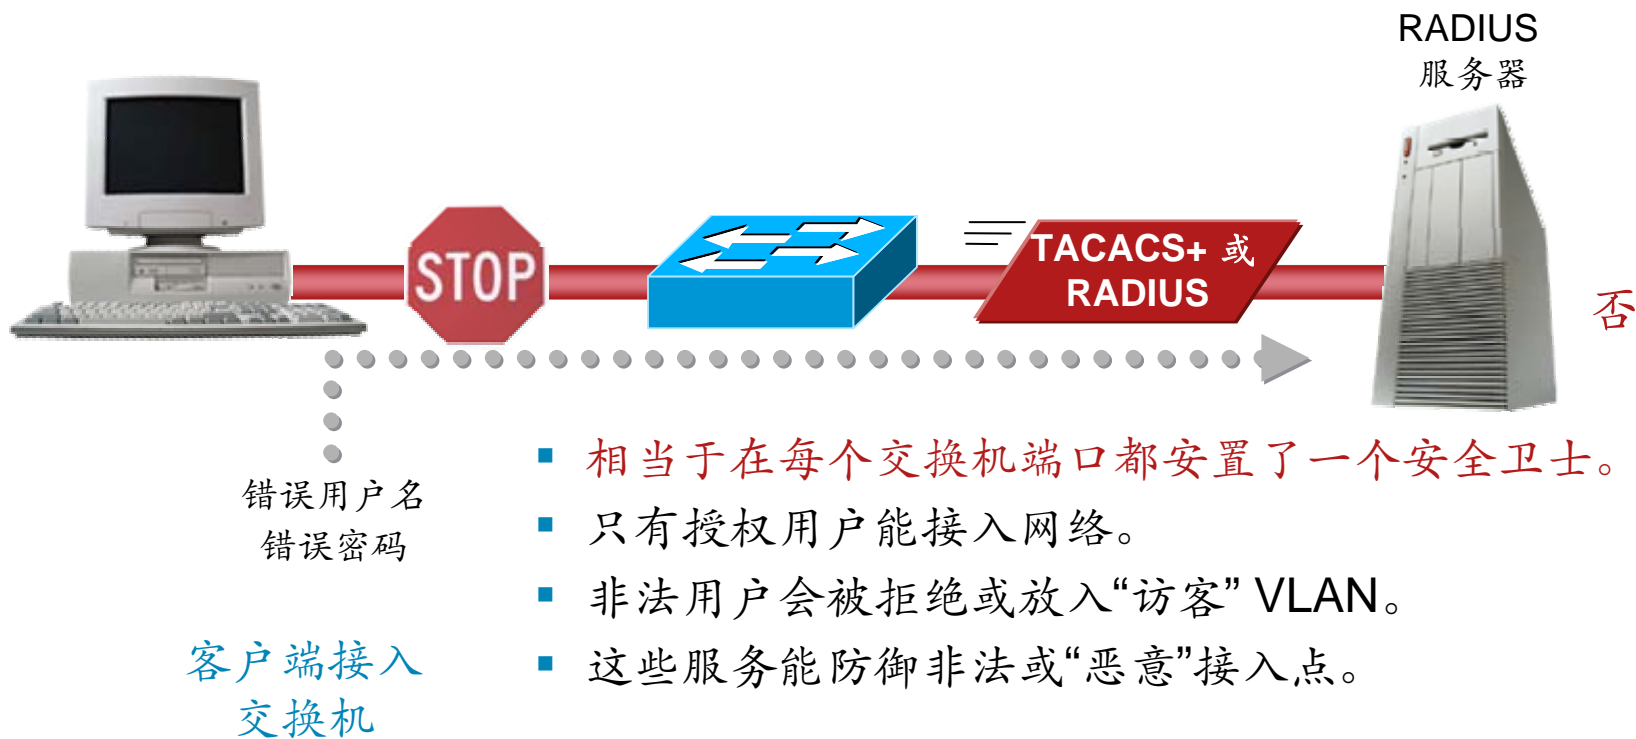 RADIUS
服务器
STOP
TACACS+ 或
RADIUS
否
错误用户名
错误密码
相当于在每个交换机端口都安置了一个安全卫士。
只有授权用户能接入网络。
非法用户会被拒绝或放入“访客” VLAN。
这些服务能防御非法或“恶意”接入点。
客户端接入
交换机